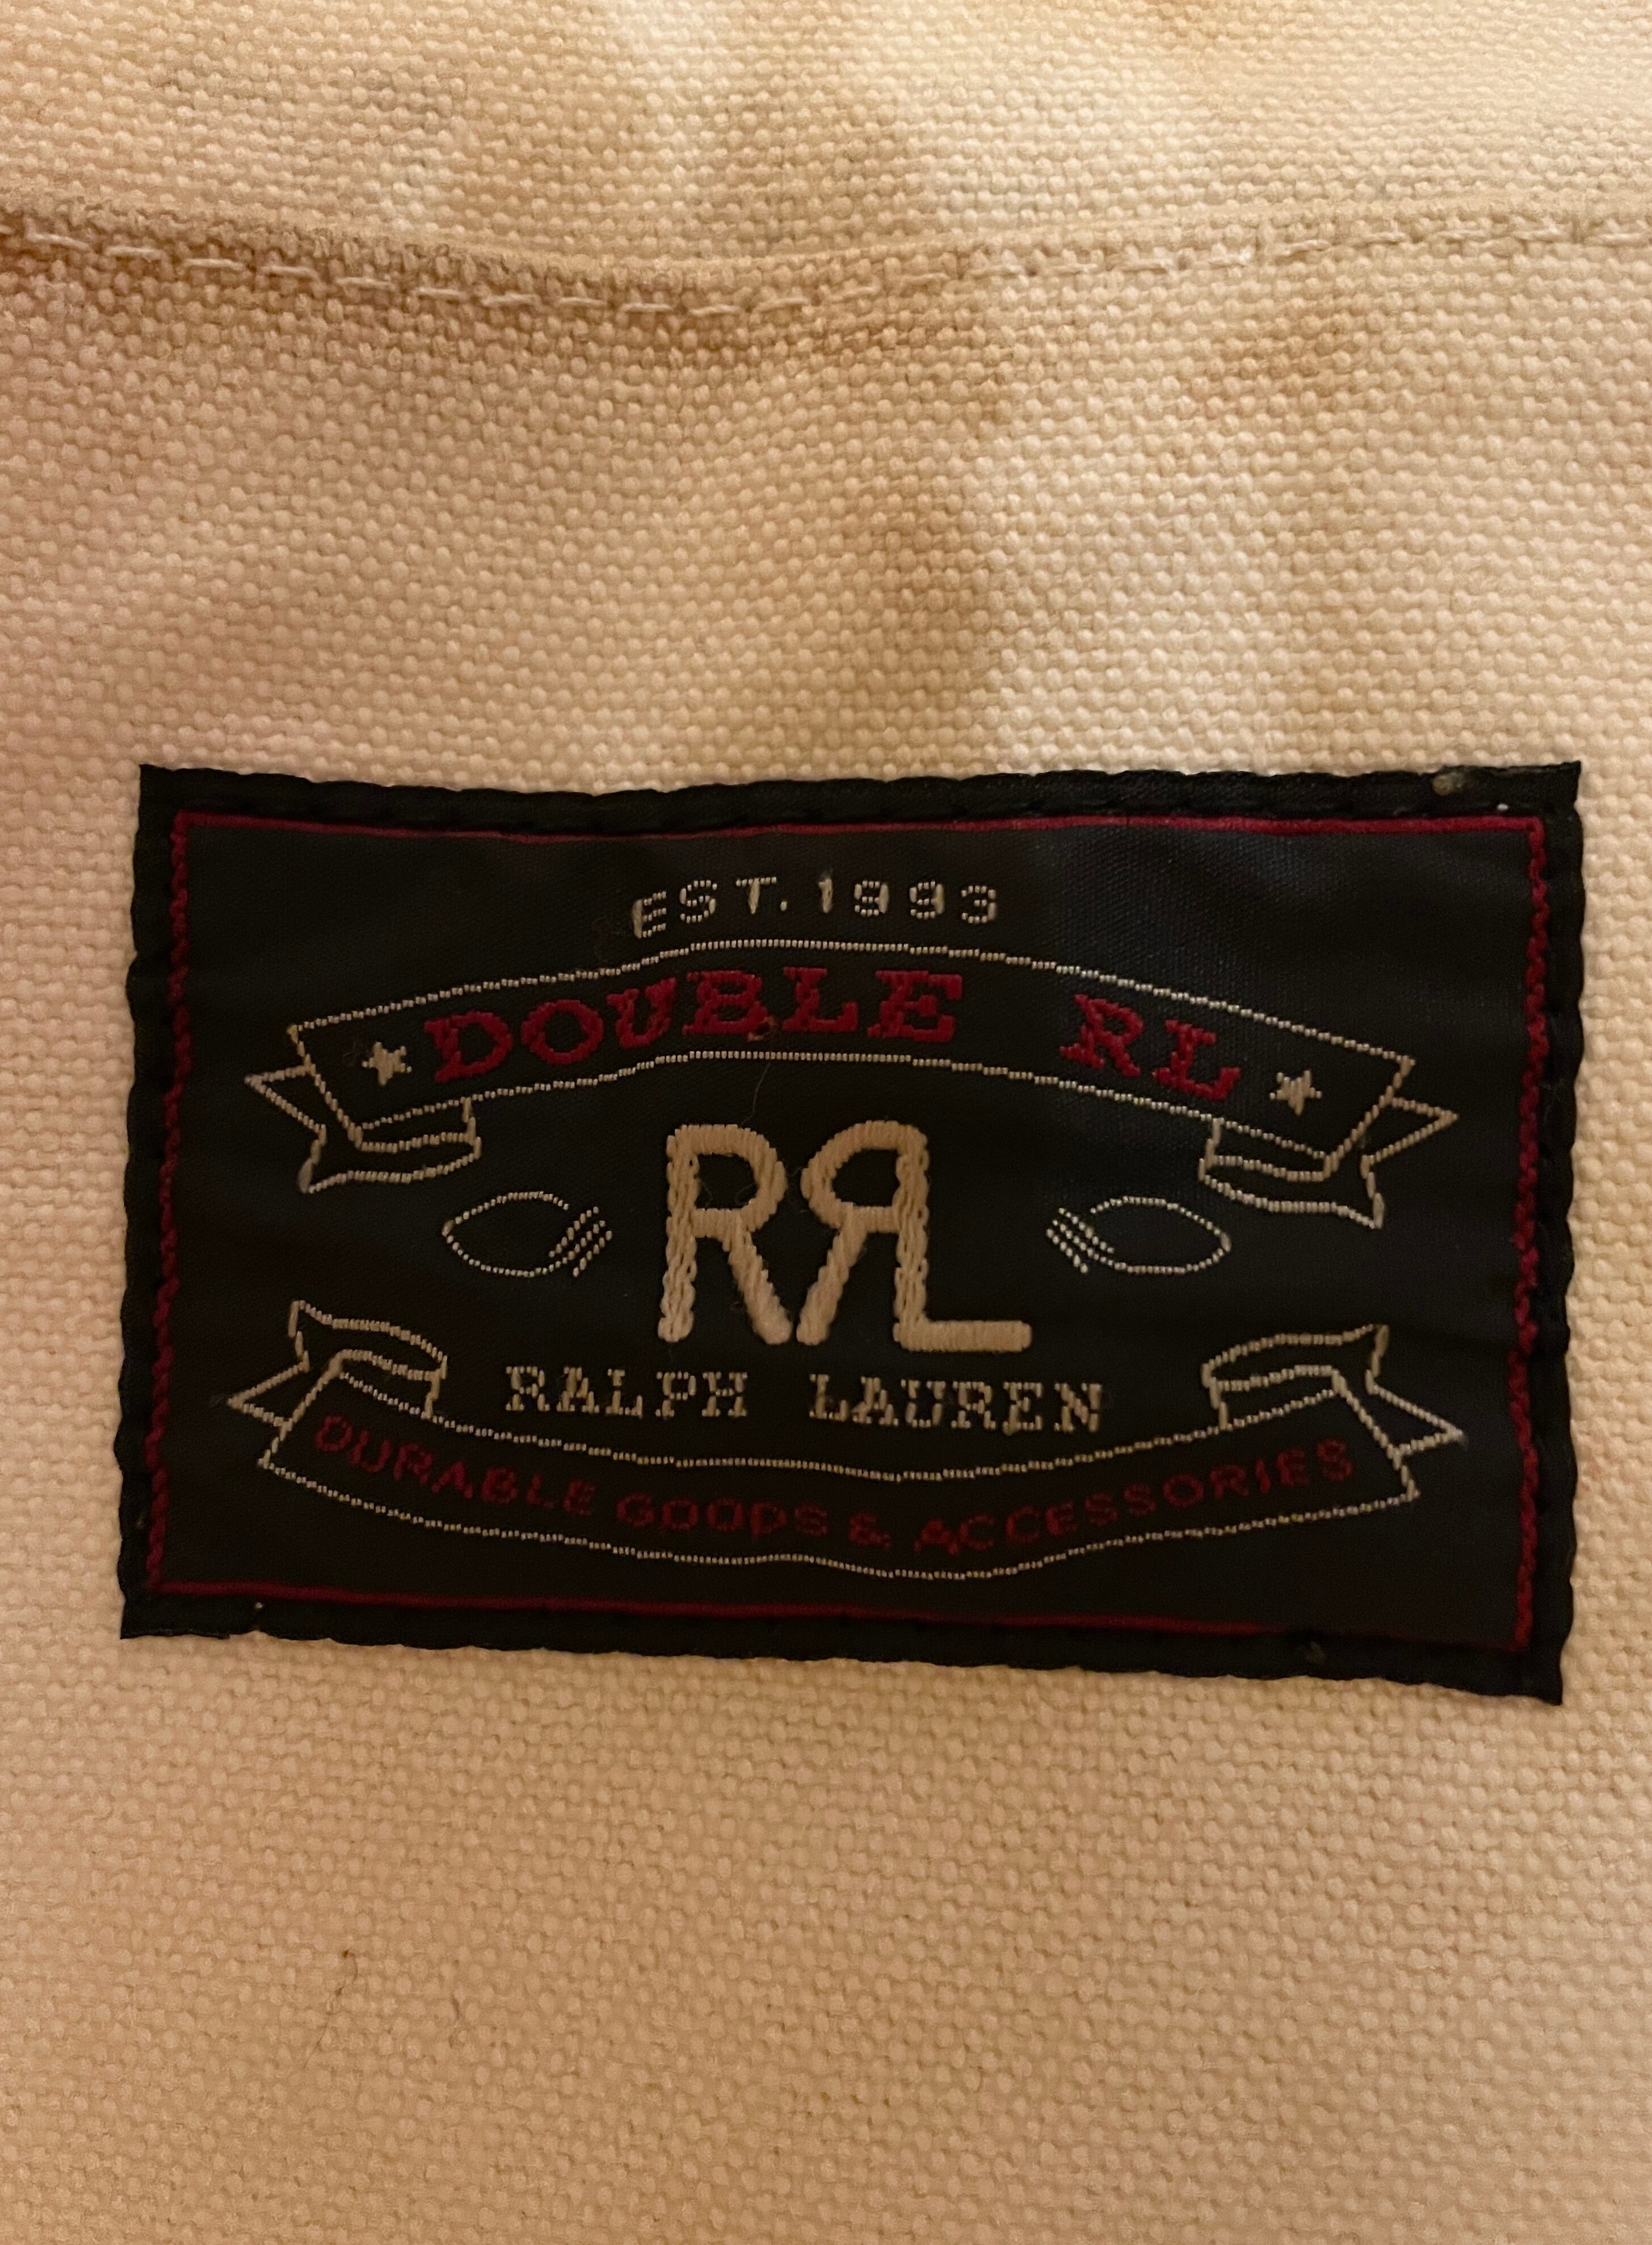 EST. 1993
DOUBLE RL
RRL
RALPH LAUREN
DURABLE GOODS & ACCESSORIES